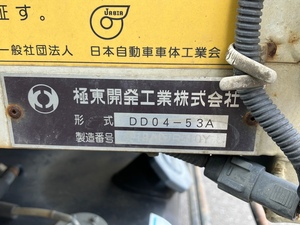 証す。
一般社団法人 日本自動車車体工業会
極東開発工業株式会社
形式 DD04-53A
製造番号